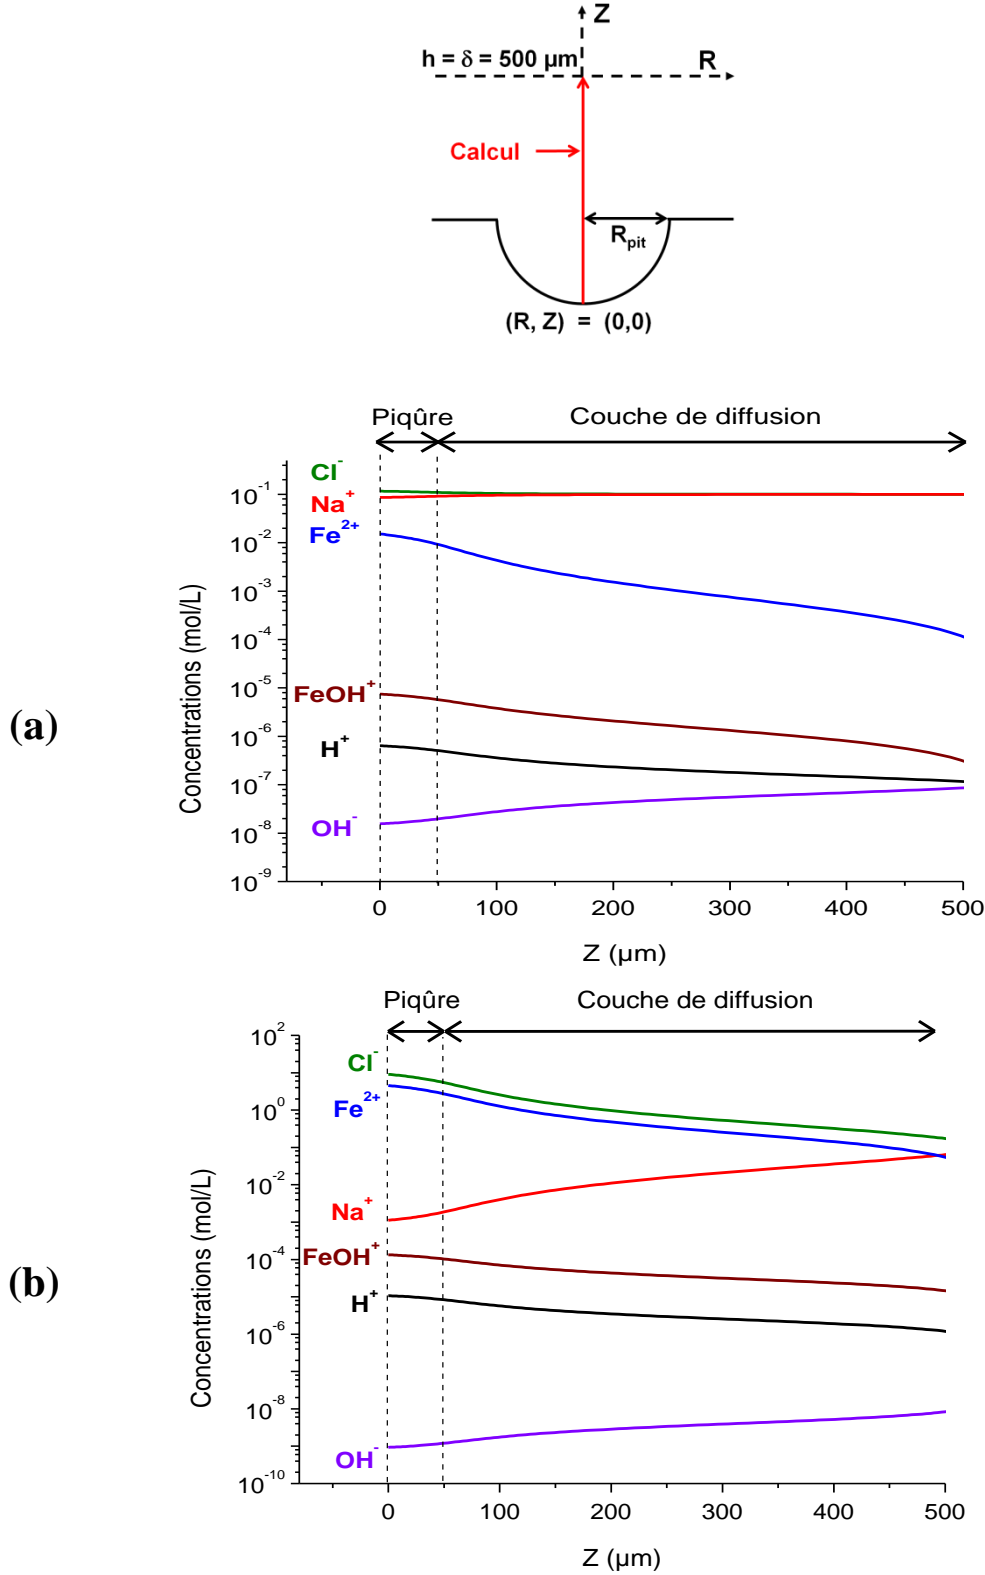 Z
h = δ = 500 µm
R
Calcul
R_pit
(R, Z) = (0,0)
(a)
Piqûre
Couche de diffusion
Cl⁻
Na⁺
Fe²⁺
FeOH⁺
H⁺
OH⁻
Concentrations (mol/L)
10⁻¹
10⁻²
10⁻³
10⁻⁴
10⁻⁵
10⁻⁶
10⁻⁷
10⁻⁸
10⁻⁹
0 100 200 300 400 500
Z (µm)
(b)
Piqûre
Couche de diffusion
Cl⁻
Fe²⁺
Na⁺
FeOH⁺
H⁺
OH⁻
Concentrations (mol/L)
10²
10⁰
10⁻²
10⁻⁴
10⁻⁶
10⁻⁸
10⁻¹⁰
0 100 200 300 400 500
Z (µm)